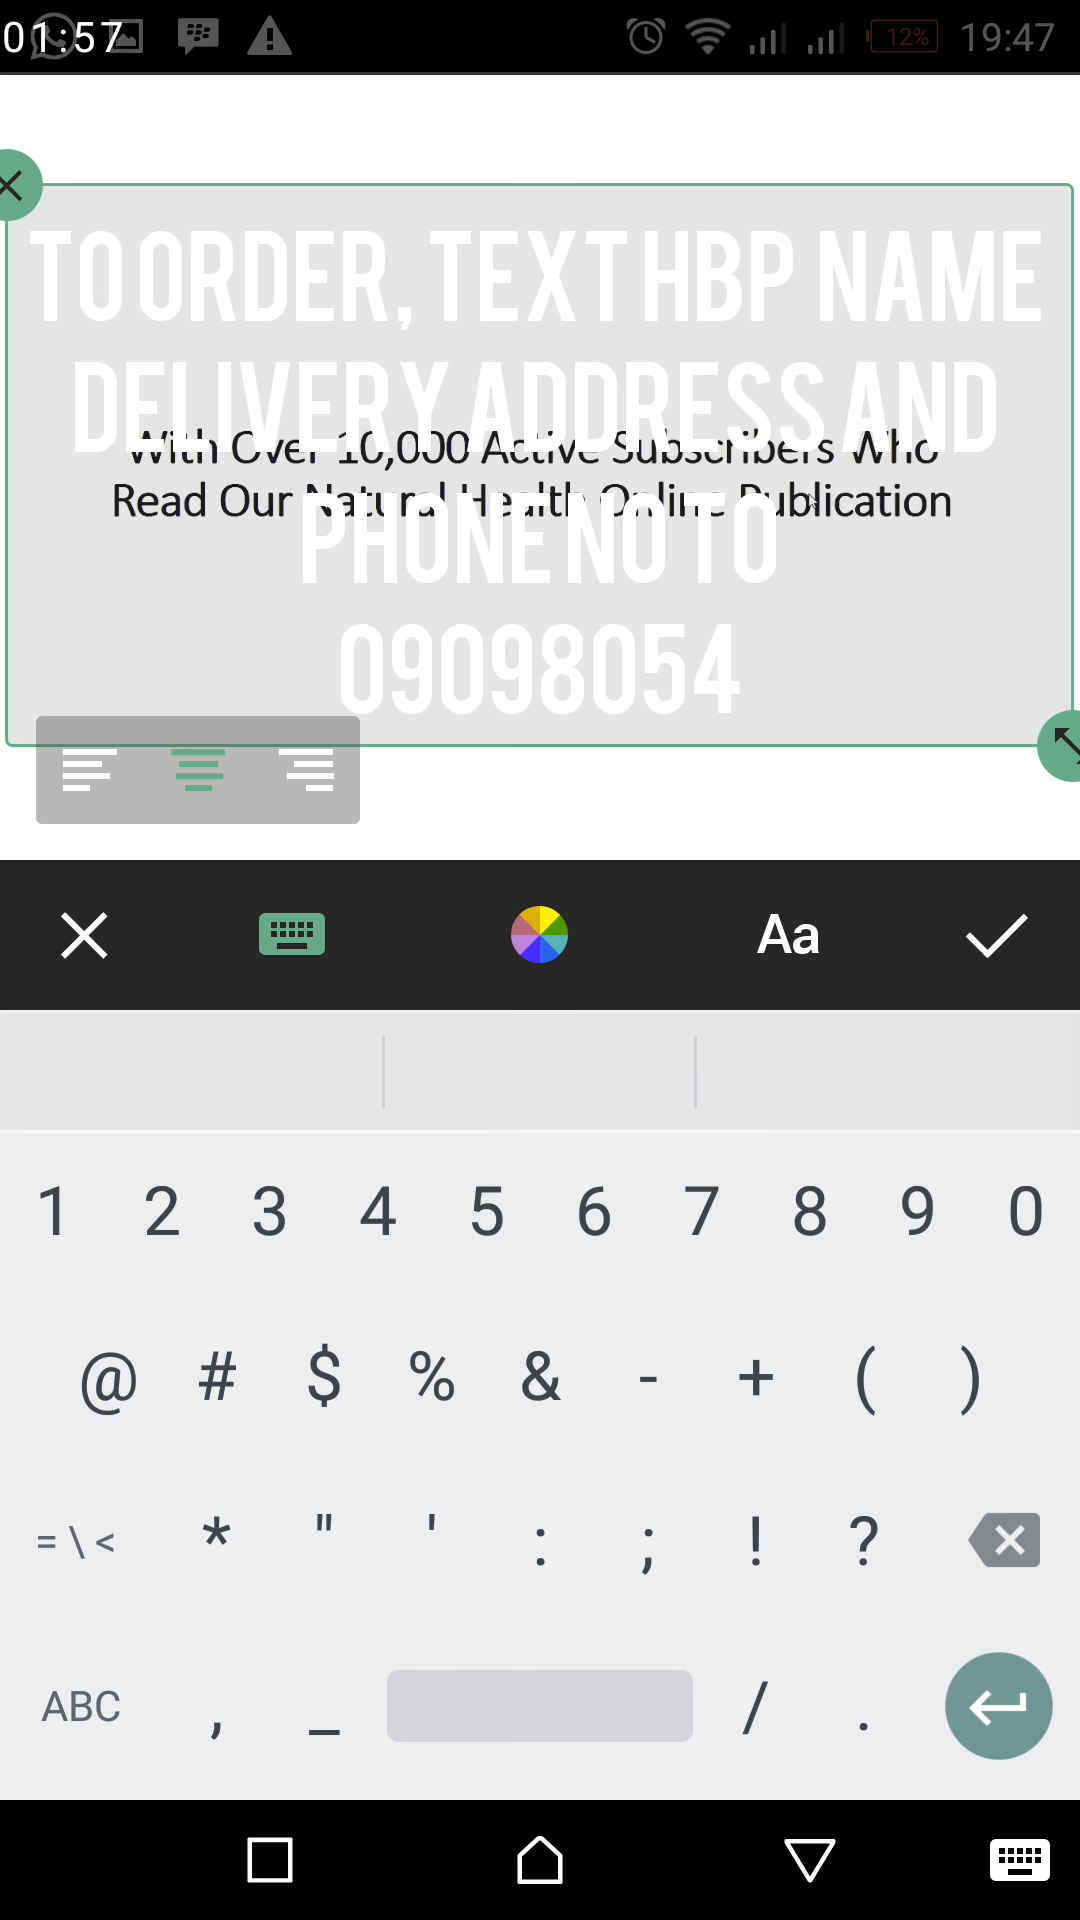 01:57
12%
19:47
TO ORDER, TEXT HBP NAME
DELIVERY ADDRESS AND
PHONE NO TO
09098054
With Over 10,000 Active Subscribers Who
Read Our Natural Health Online Publication
Aa
1 2 3 4 5 6 7 8 9 0
@ # $ % & - + ( )
= \ < * " ' : ; ! ?
ABC , _ / .